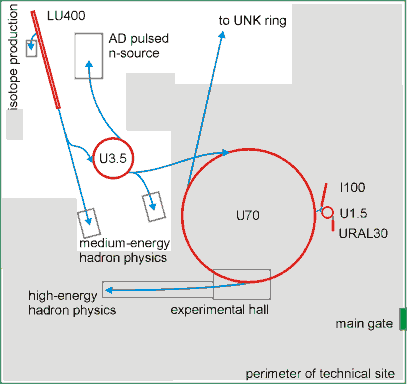 LU400
isotope production
AD pulsed
n-source
to UNK ring
U3.5
I100
U70
U1.5
URAL30
medium-energy
hadron physics
high-energy
hadron physics
experimental hall
main gate
perimeter of technical site